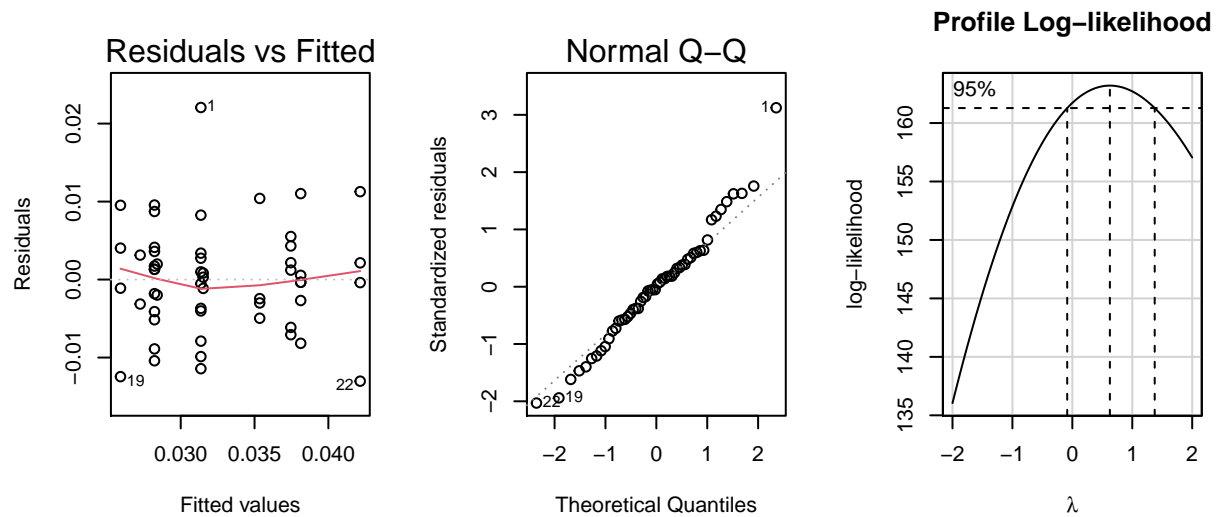 Residuals vs Fitted
Residuals
0.02
0.01
0.00
−0.01
1
19
22
0.030 0.035 0.040
Fitted values
Normal Q−Q
Standardized residuals
3
2
1
0
−1
−2
1
22
19
−2 −1 0 1 2
Theoretical Quantiles
Profile Log−likelihood
95%
log−likelihood
160
155
150
145
140
135
−2 −1 0 1 2
λ